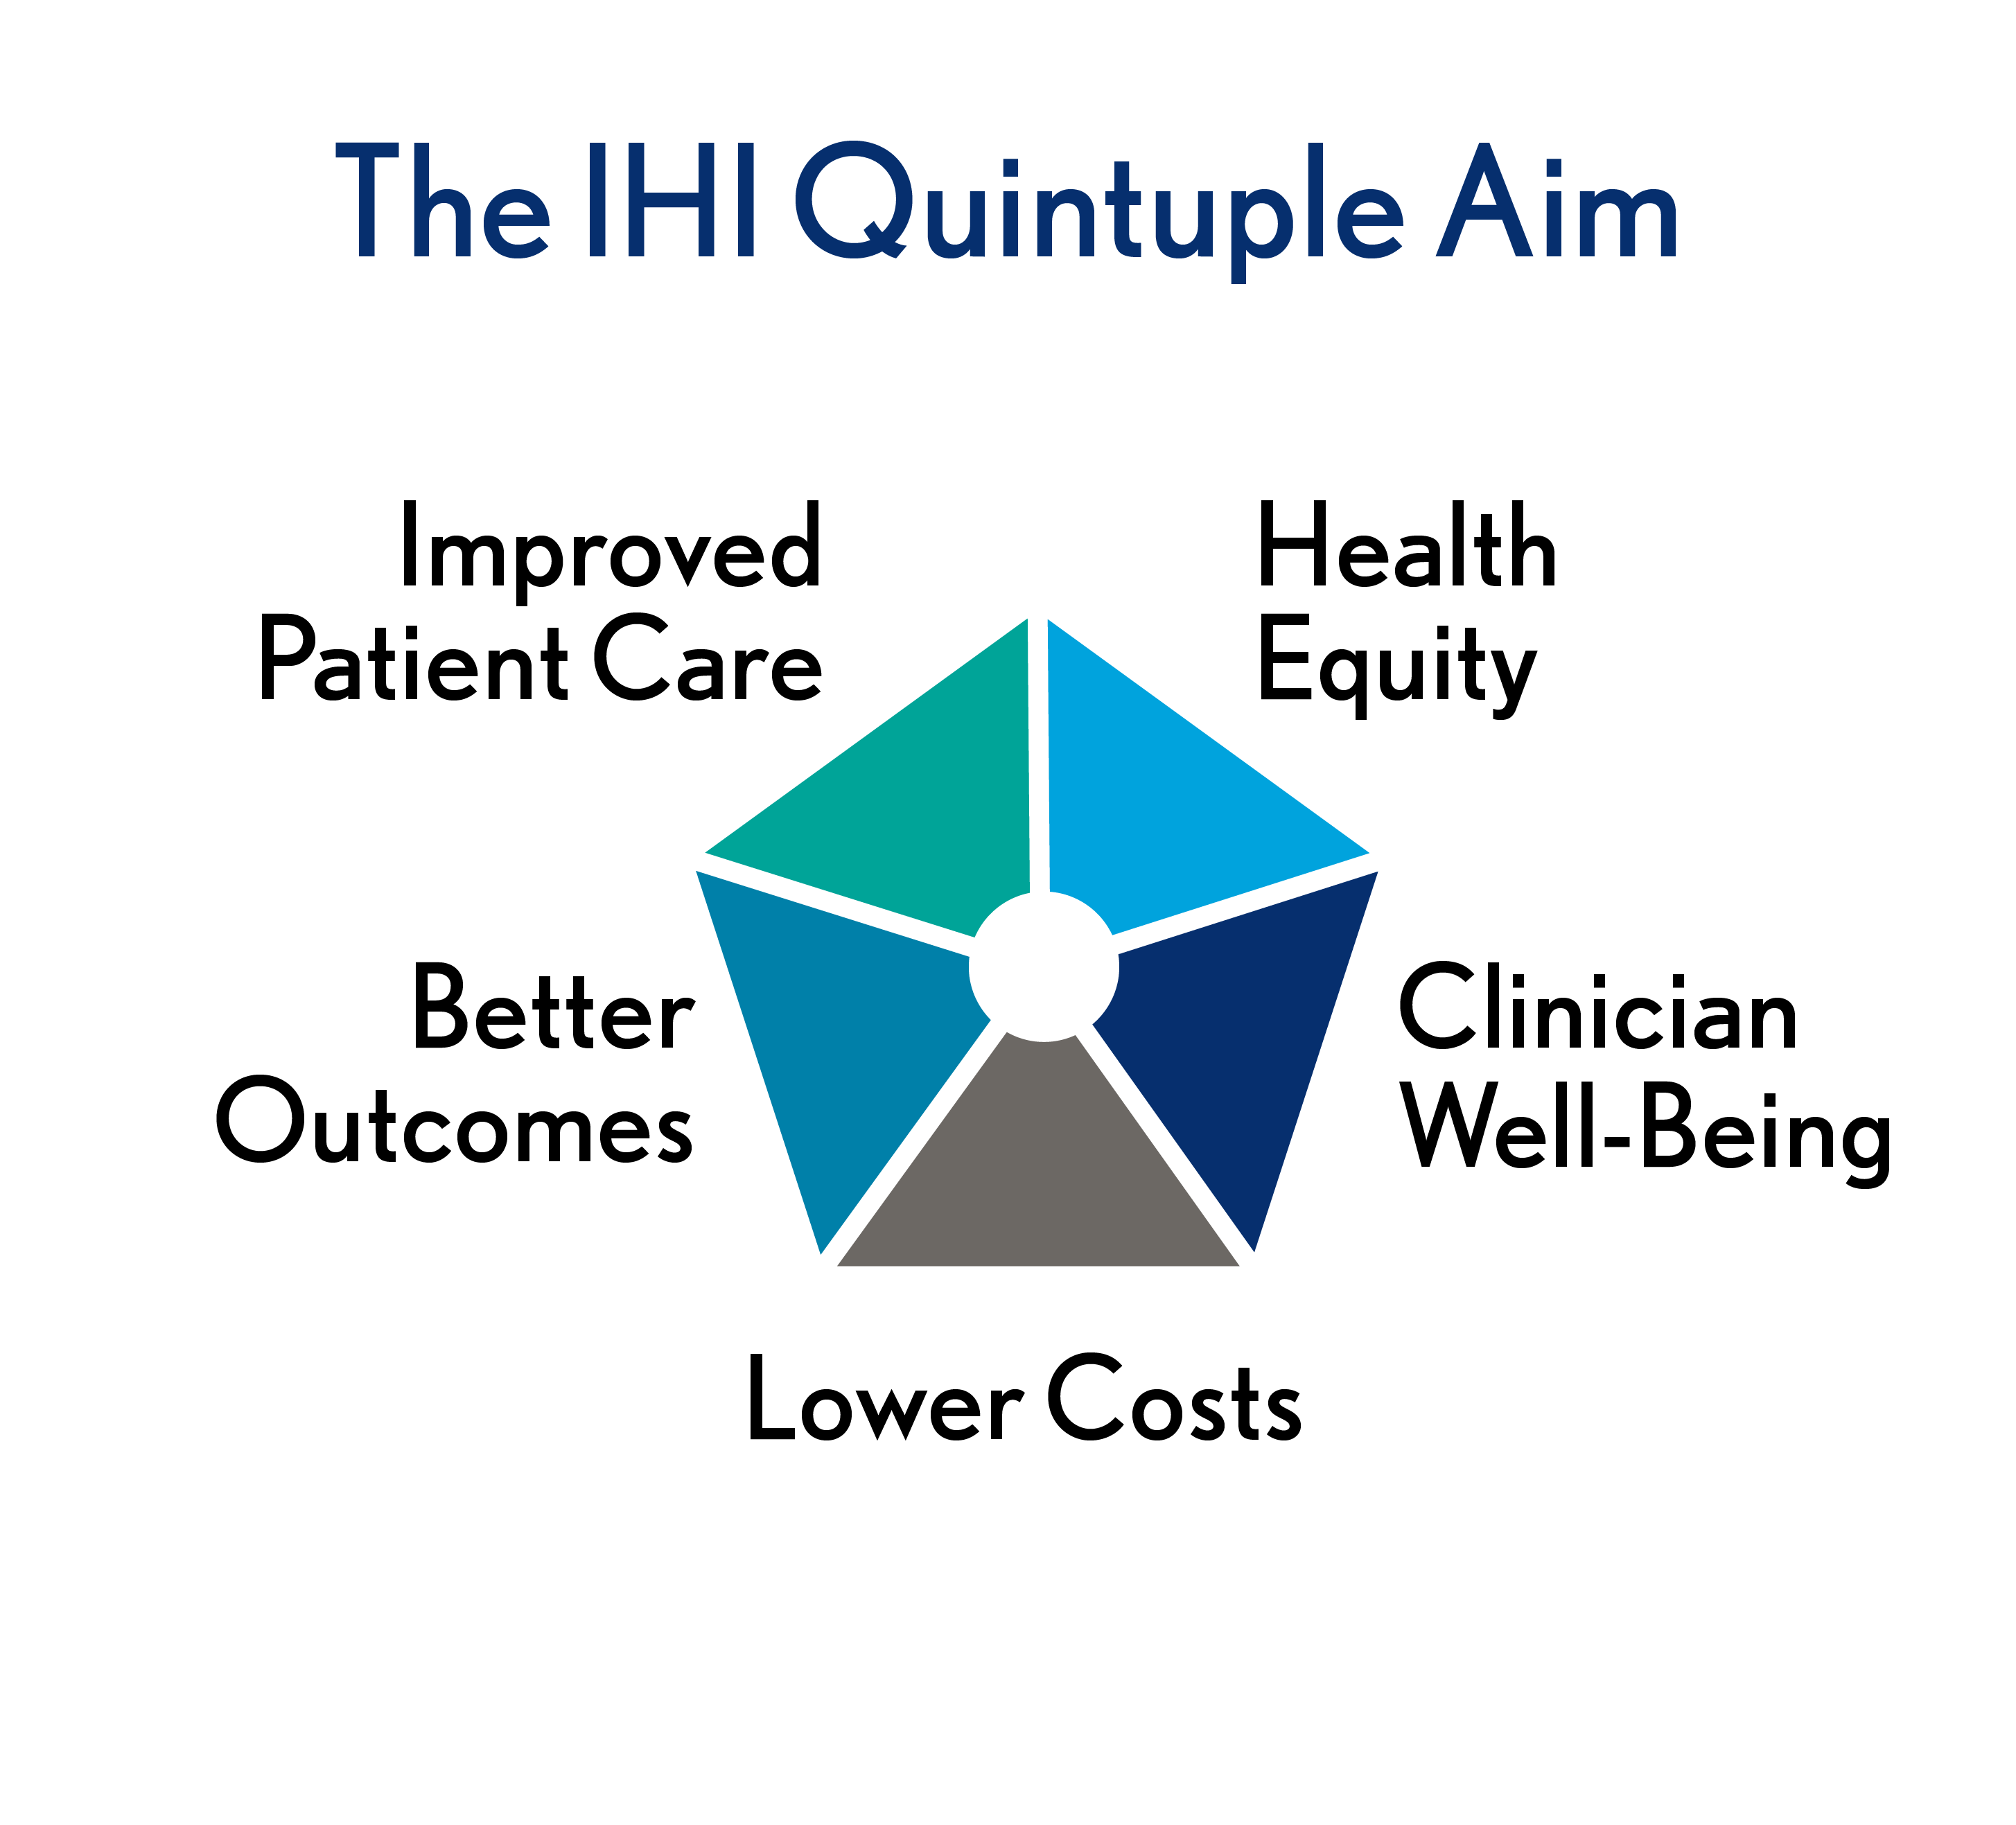 The IHI Quintuple Aim
Improved
Patient Care
Health
Equity
Better
Outcomes
Clinician
Well-Being
Lower Costs